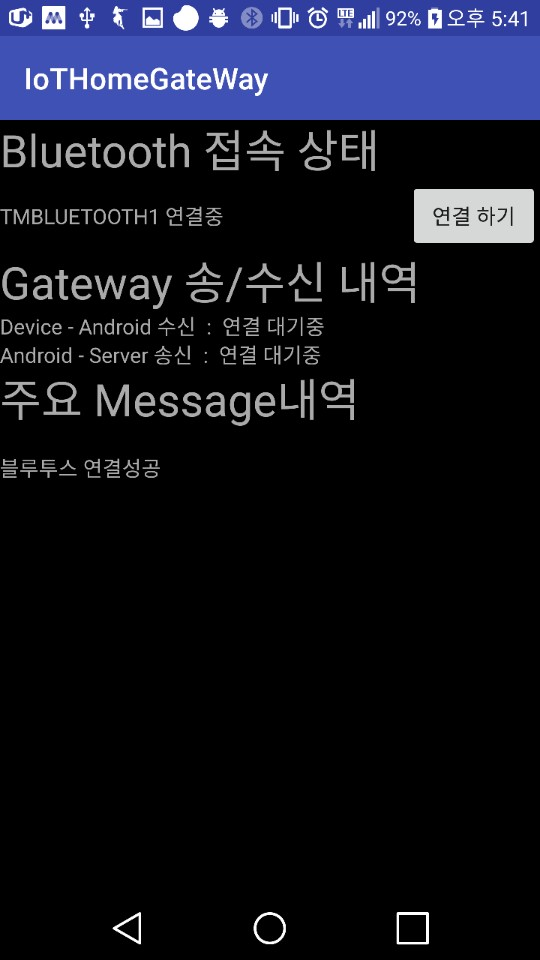 92% 오후 5:41
IoTHomeGateWay
Bluetooth 접속 상태
TMBLUETOOTH1 연결중
연결 하기
Gateway 송/수신 내역
Device - Android 수신 : 연결 대기중
Android - Server 송신 : 연결 대기중
주요 Message내역
블루투스 연결성공